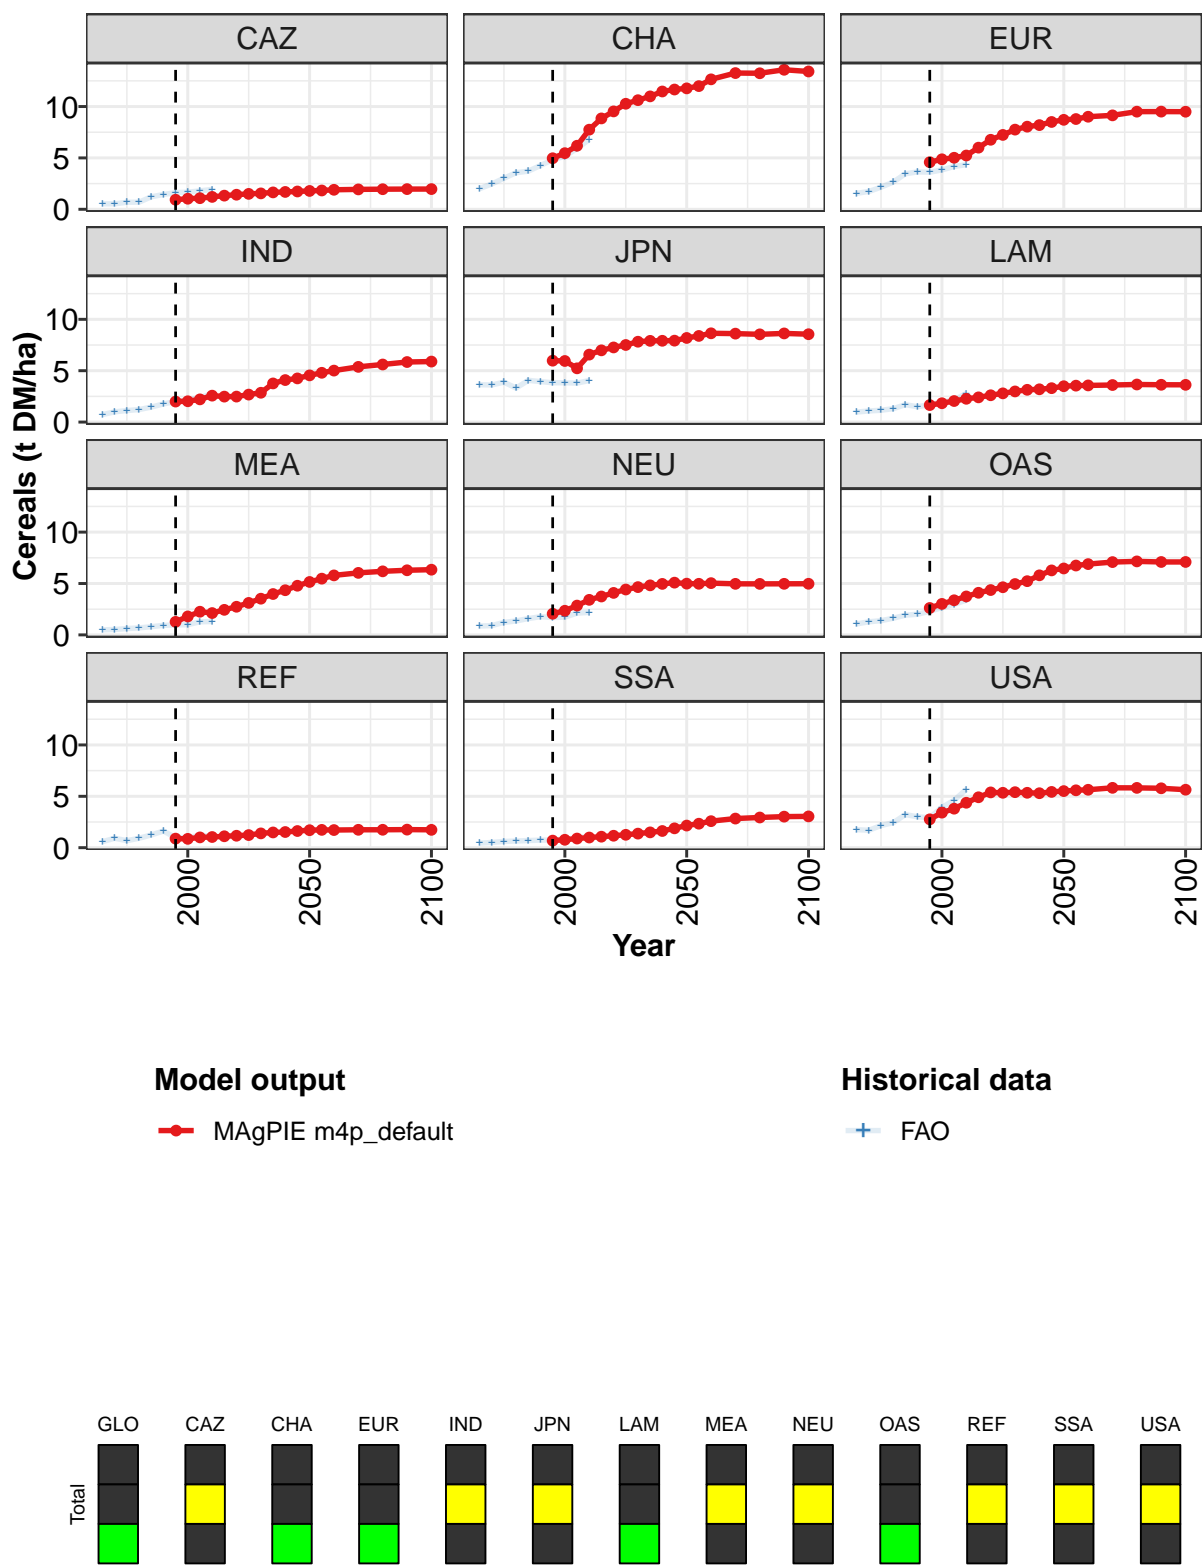 CAZ CHA EUR
10
5
0
IND JPN LAM
10
5
0
MEA NEU OAS
10
5
0
REF SSA USA
10
5
0
Cereals (t DM/ha)
2000 2050 2100 2000 2050 2100 2000 2050 2100
Year
Model output Historical data
MAgPIE m4p_default FAO
GLO CAZ CHA EUR IND JPN LAM MEA NEU OAS REF SSA USA
Total